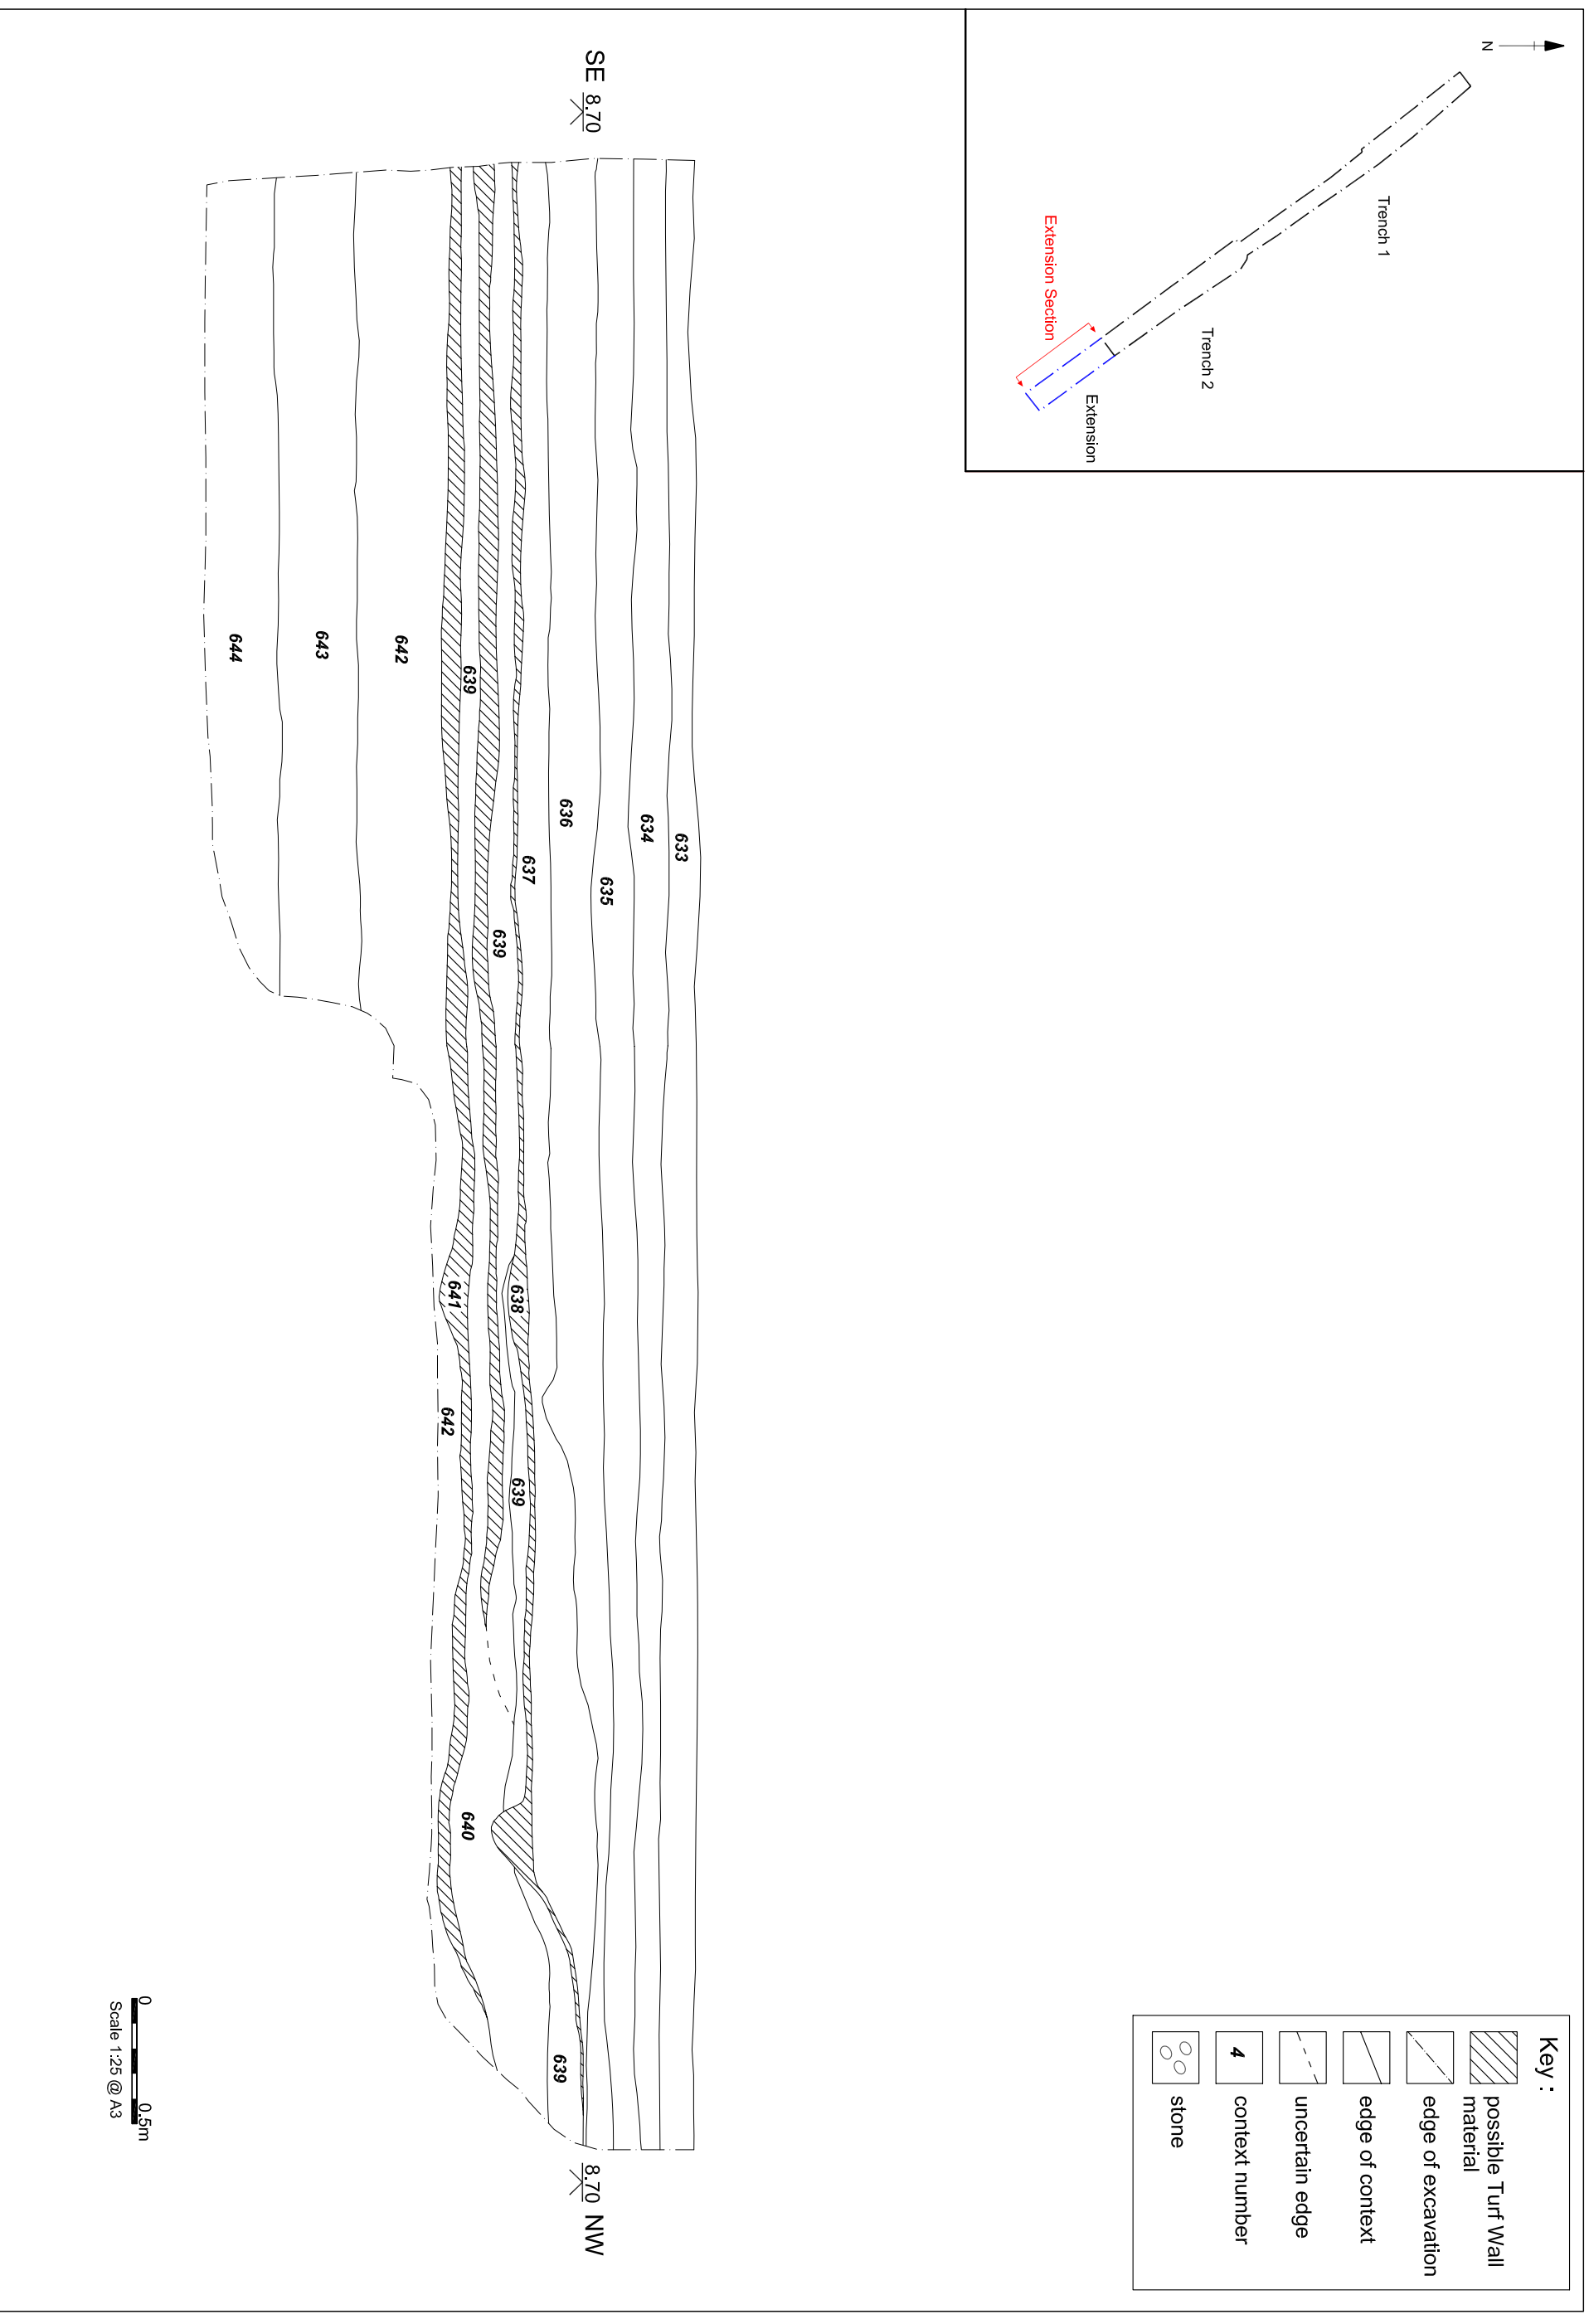 N
Trench 1
Trench 2
Extension
Extension Section
Key :
possible Turf Wall
material
edge of excavation
edge of context
uncertain edge
4
context number
stone
SE 8.70
8.70 NW
633
634
635
636
637
638
639
639
639
639
640
641
642
642
643
644
0
0.5m
Scale 1:25 @ A3